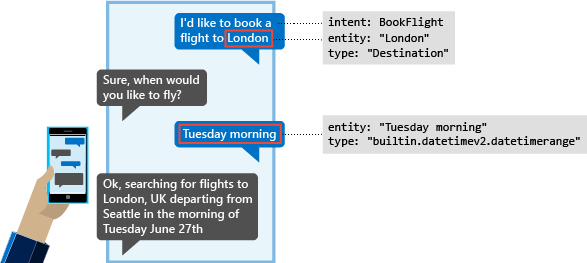 I'd like to book a
flight to London
intent: BookFlight
entity: "London"
type: "Destination"
Sure, when would
you like to fly?
Tuesday morning
entity: "Tuesday morning"
type: "builtin.datetimev2.datetimerange"
Ok, searching for flights to
London, UK departing from
Seattle in the morning of
Tuesday June 27th